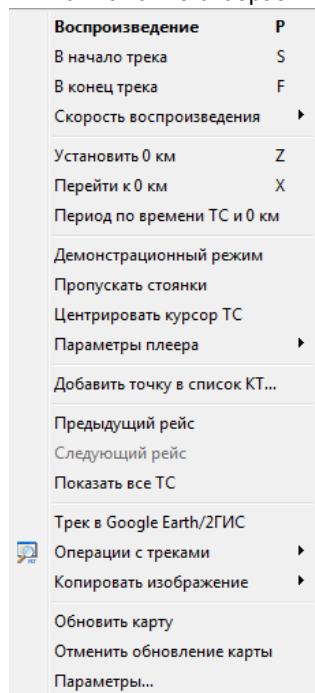 Воспроизведение P
В начало трека S
В конец трека F
Скорость воспроизведения
Установить 0 км Z
Перейти к 0 км X
Период по времени ТС и 0 км
Демонстрационный режим
Пропускать стоянки
Центрировать курсор ТС
Параметры плеера
Добавить точку в список КТ...
Предыдущий рейс
Следующий рейс
Показать все ТС
Трек в Google Earth/2ГИС
Операции с треками
Копировать изображение
Обновить карту
Отменить обновление карты
Параметры...